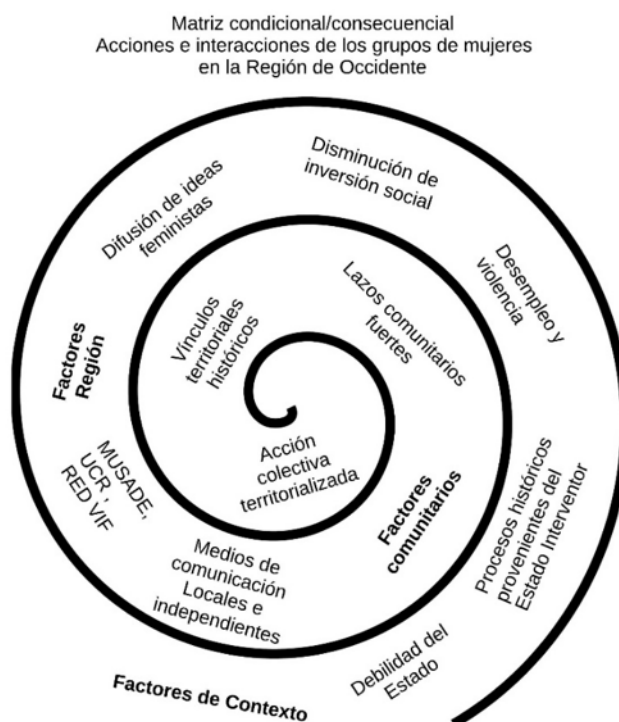 Matriz condicional/consecuencial
Acciones e interacciones de los grupos de mujeres
en la Región de Occidente
Disminución de
inversión social
Difusión de ideas
feministas
Desempleo y
violencia
Lazos comunitarios
fuertes
Vínculos
territoriales
históricos
Factores
Región
Acción
colectiva
territorializada
MUSADE,
UCR ,
RED VIF
Factores
comunitarios
Procesos históricos
provenientes del
Estado Interventor
Medios de
comunicación
Locales e
independientes
Debilidad del
Estado
Factores de Contexto